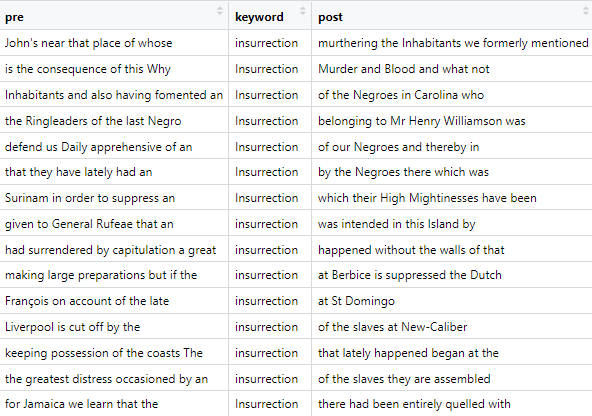 pre keyword post
John's near that place of whose insurrection murthering the Inhabitants we formerly mentioned
is the consequence of this Why Insurrection Murder and Blood and what not
Inhabitants and also having fomented an Insurrection of the Negroes in Carolina who
the Ringleaders of the last Negro Insurrection belonging to Mr Henry Williamson was
defend us Daily apprehensive of an Insurrection of our Negroes and thereby in
that they have lately had an Insurrection by the Negroes there which was
Surinam in order to suppress an Insurrection which their High Mightinesses have been
given to General Rufeae that an insurrection was intended in this Island by
had surrendered by capitulation a great insurrection happened without the walls of that
making large preparations but if the insurrection at Berbice is suppressed the Dutch
François on account of the late insurrection at St Domingo
Liverpool is cut off by the insurrection of the slaves at New-Caliber
keeping possession of the coasts The insurrection that lately happened began at the
the greatest distress occasioned by an insurrection of the slaves they are assembled
for Jamaica we learn that the Insurrection there had been entirely quelled with